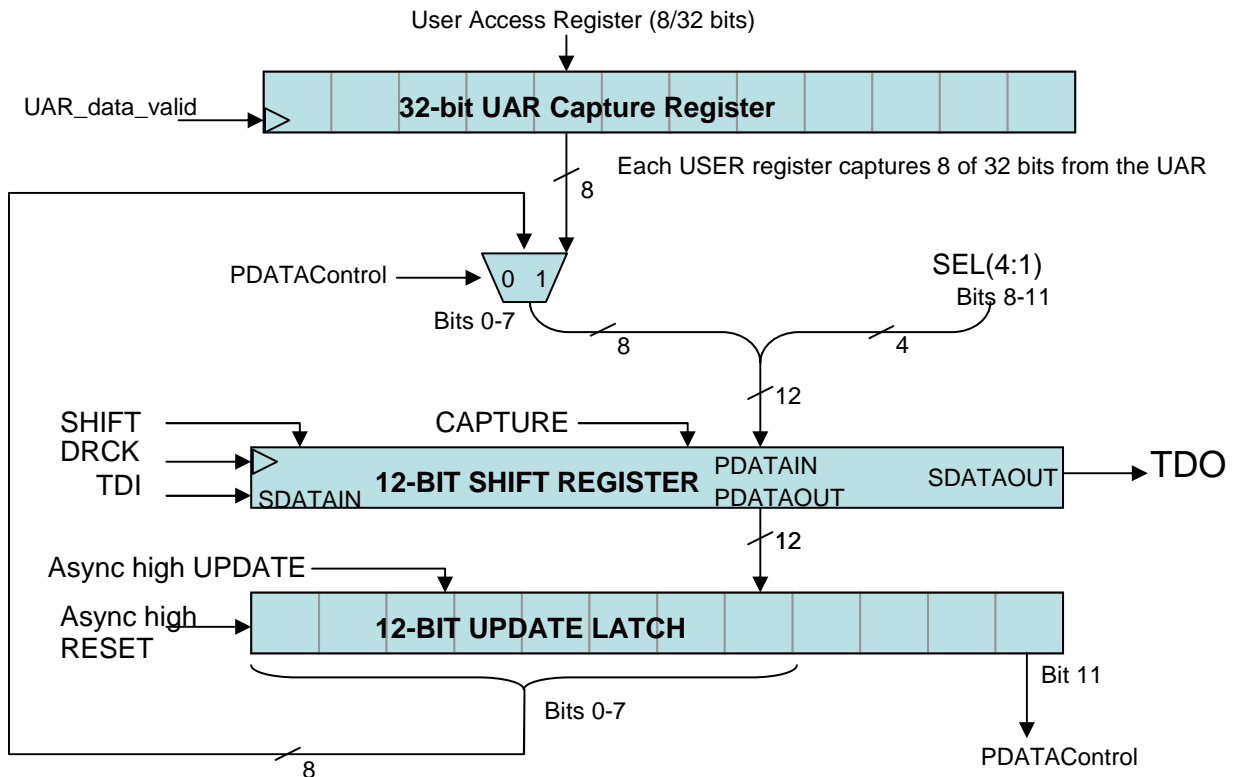 User Access Register (8/32 bits)
32-bit UAR Capture Register
UAR_data_valid
Each USER register captures 8 of 32 bits from the UAR
8
PDATAControl
0 1
SEL(4:1)
Bits 8-11
Bits 0-7
8
4
12
SHIFT
DRCK
TDI
CAPTURE
SDATAIN
12-BIT SHIFT REGISTER
PDATAIN
PDATAOUT
SDATAOUT
TDO
12
Async high UPDATE
Async high
RESET
12-BIT UPDATE LATCH
Bit 11
Bits 0-7
8
PDATAControl